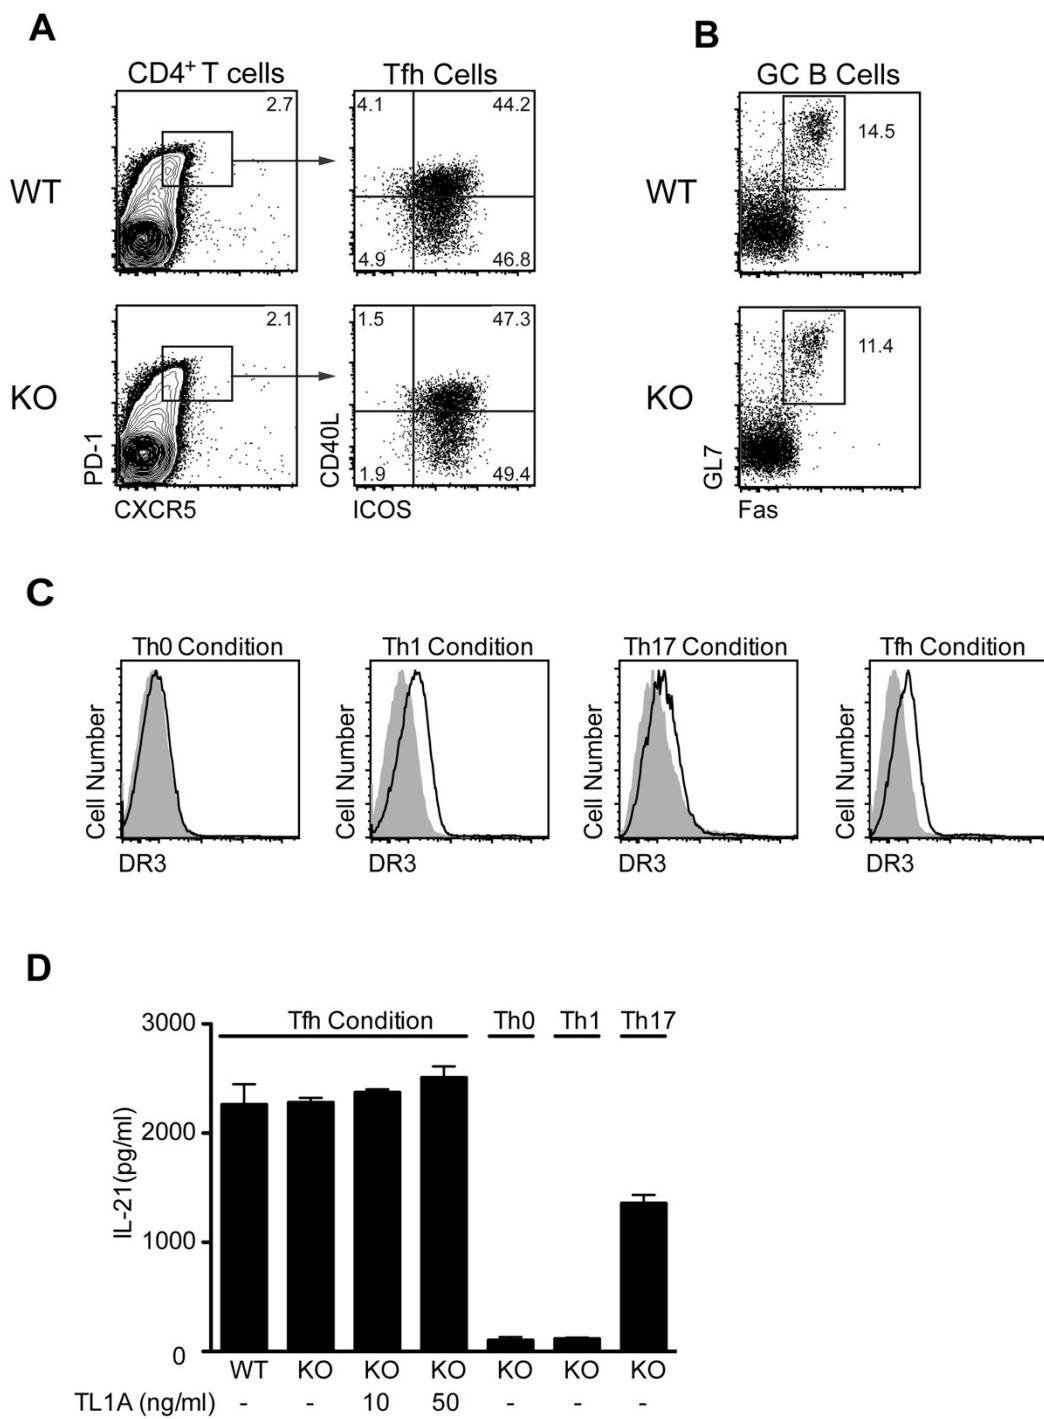 A
B
CD4+ T cells
Tfh Cells
GC B Cells
2.7
4.1
44.2
WT
WT
14.5
4.9
46.8
2.1
1.5
47.3
KO
KO
11.4
1.9
49.4
PD-1
CD40L
GL7
CXCR5
ICOS
Fas
C
Th0 Condition
Th1 Condition
Th17 Condition
Tfh Condition
Cell Number
Cell Number
Cell Number
Cell Number
DR3
DR3
DR3
DR3
D
Tfh Condition
Th0
Th1
Th17
3000
2000
1000
0
IL-21(pg/ml)
WT KO KO KO KO KO KO
TL1A (ng/ml) - - 10 50 - - -